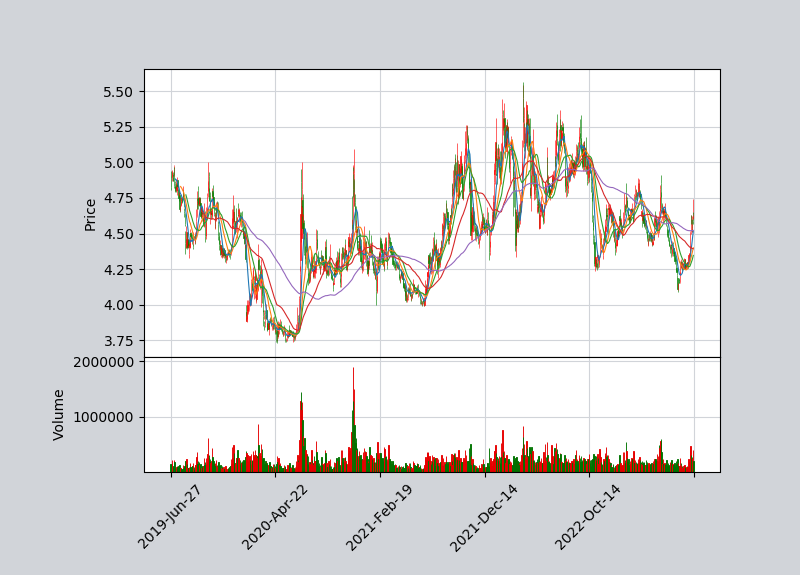 5.50
5.25
5.00
4.75
4.50
4.25
4.00
3.75
Price
2000000
1000000
Volume
2019-Jun-27
2020-Apr-22
2021-Feb-19
2021-Dec-14
2022-Oct-14